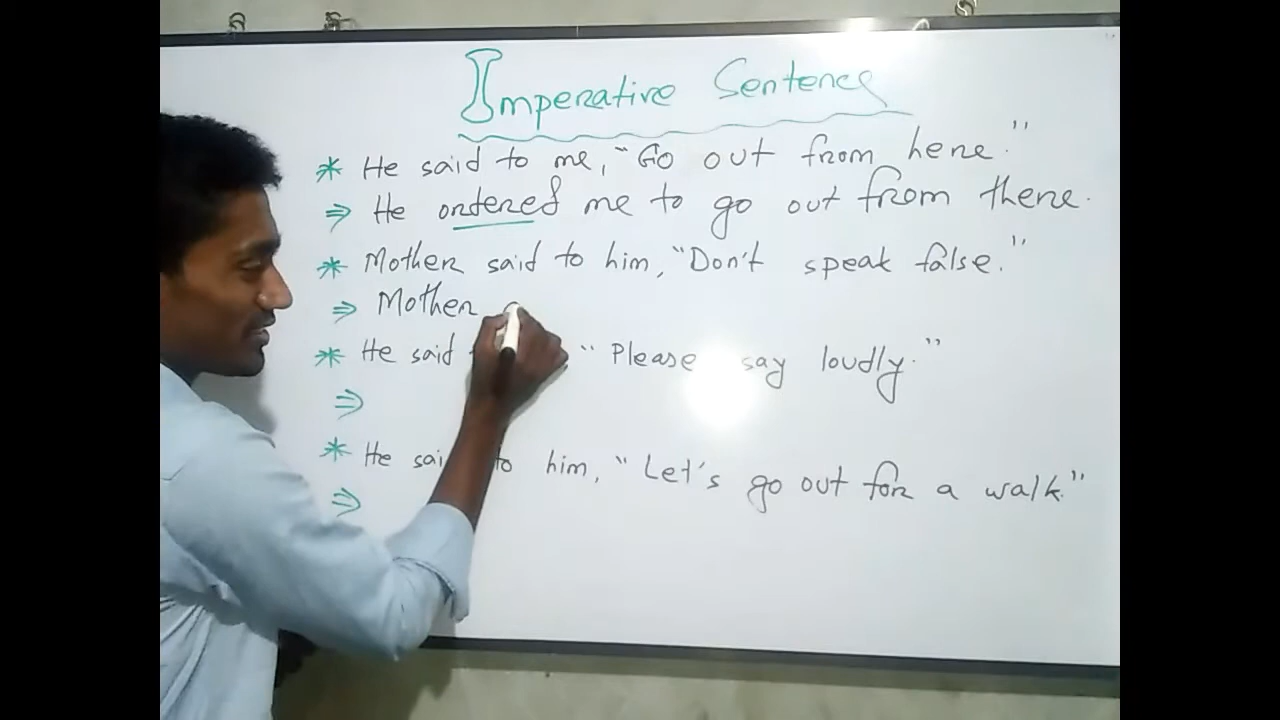 Imperative Sentence
* He said to me, "Go out from here."
⇒ He ordered me to go out from there.
* Mother said to him, "Don't speak false."
⇒ Mother
* He said "Please say loudly."
⇒
* He said to him, "Let's go out for a walk."
⇒